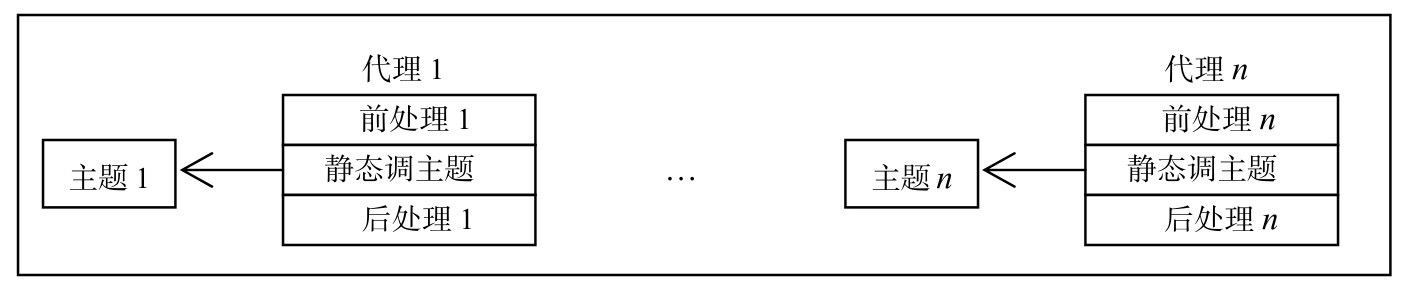 代理 1
前处理 1
主题 1
静态调主题
后处理 1
…
代理 n
前处理 n
主题 n
静态调主题
后处理 n